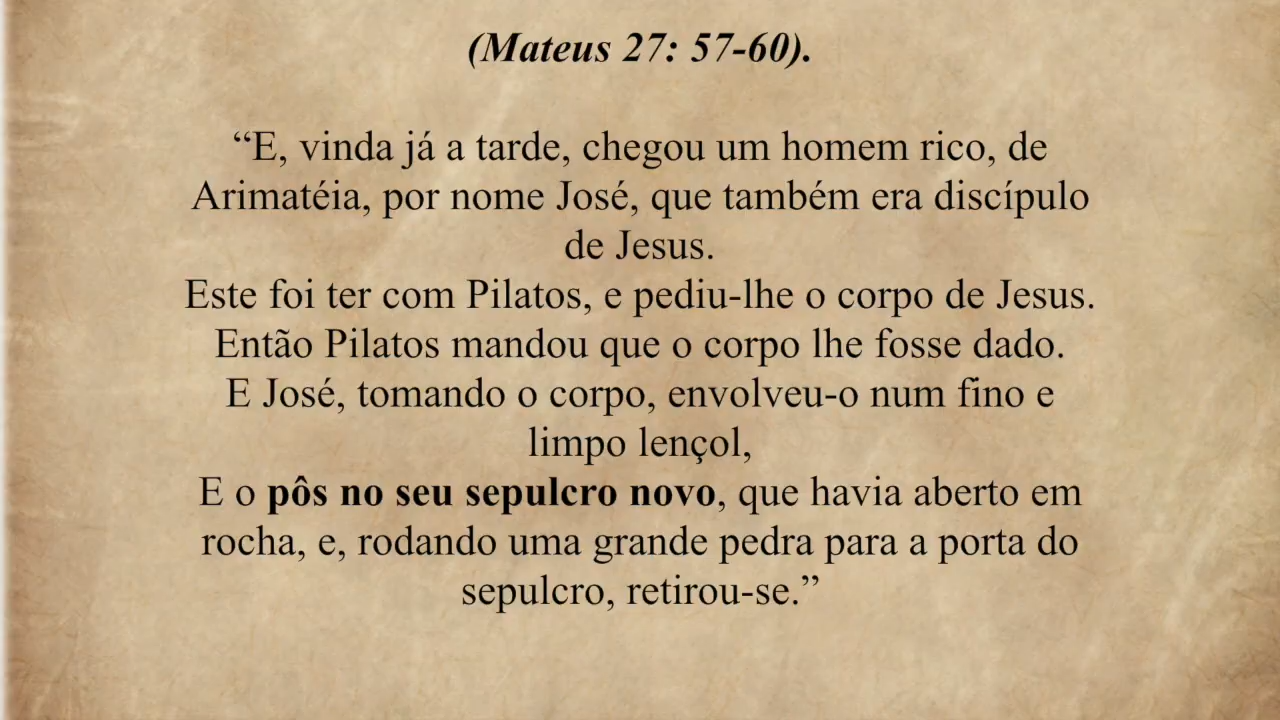 (Mateus 27: 57-60).
“E, vinda já a tarde, chegou um homem rico, de
Arimatéia, por nome José, que também era discípulo
de Jesus.
Este foi ter com Pilatos, e pediu-lhe o corpo de Jesus.
Então Pilatos mandou que o corpo lhe fosse dado.
E José, tomando o corpo, envolveu-o num fino e
limpo lençol,
E o pôs no seu sepulcro novo, que havia aberto em
rocha, e, rodando uma grande pedra para a porta do
sepulcro, retirou-se.”